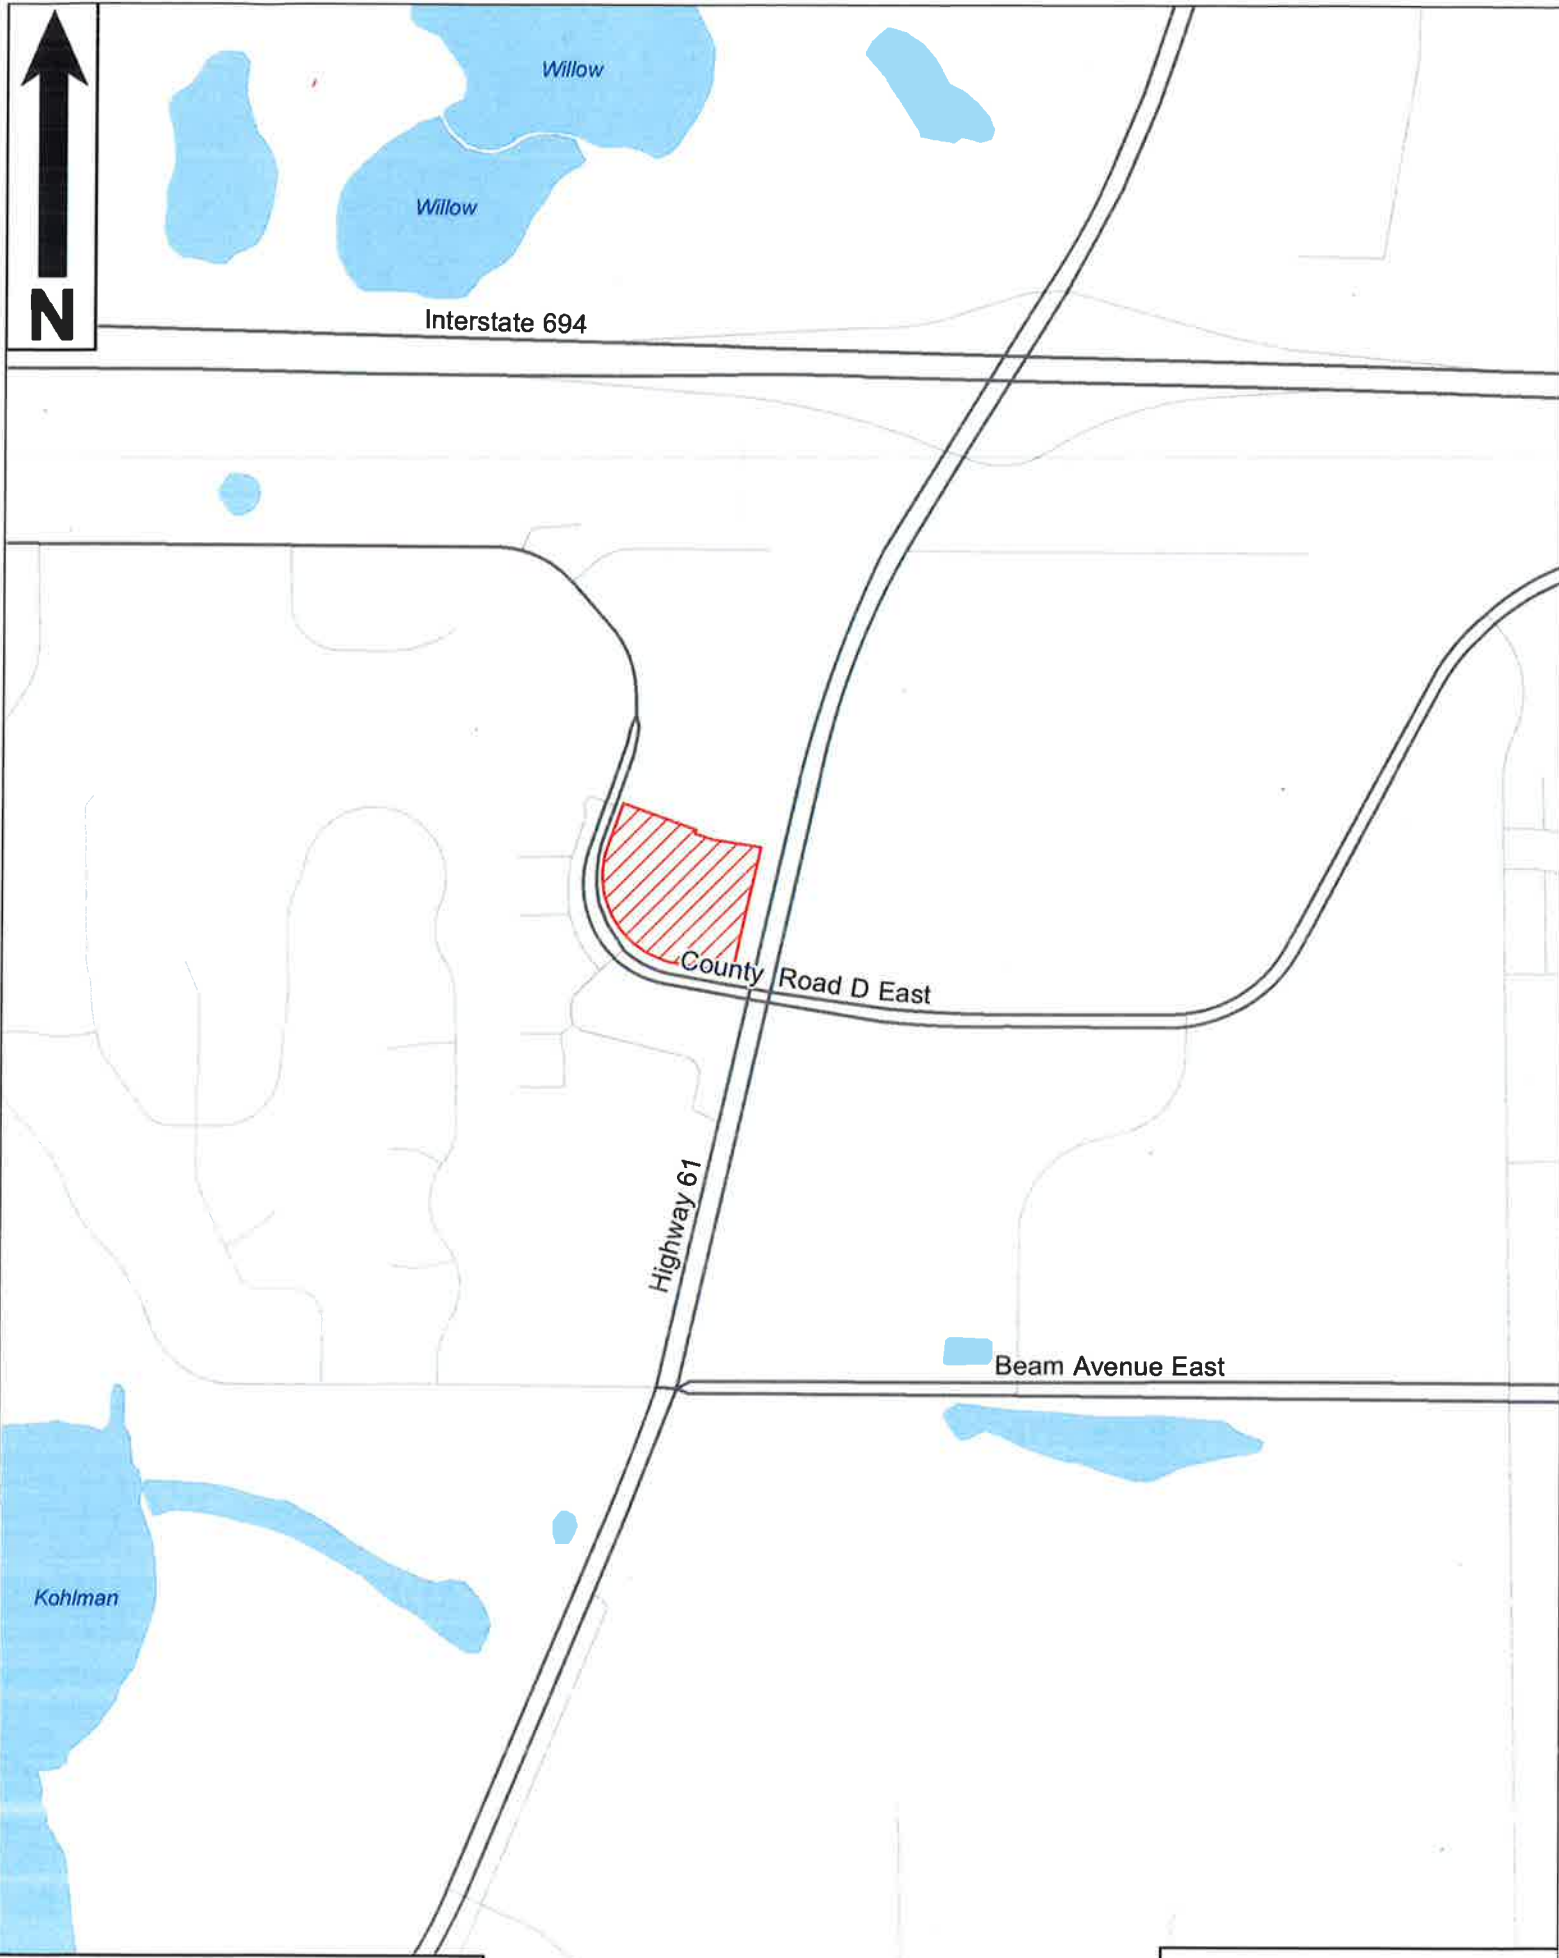 Willow
Willow
N
Interstate 694
County Road D East
Highway 61
Beam Avenue East
Kohlman